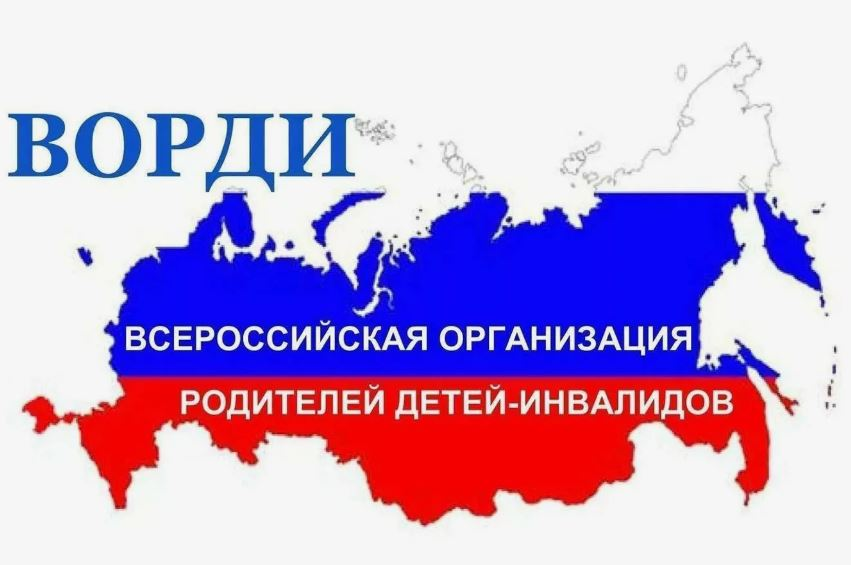 ВОРДИ
ВСЕРОССИЙСКАЯ ОРГАНИЗАЦИЯ
РОДИТЕЛЕЙ ДЕТЕЙ-ИНВАЛИДОВ